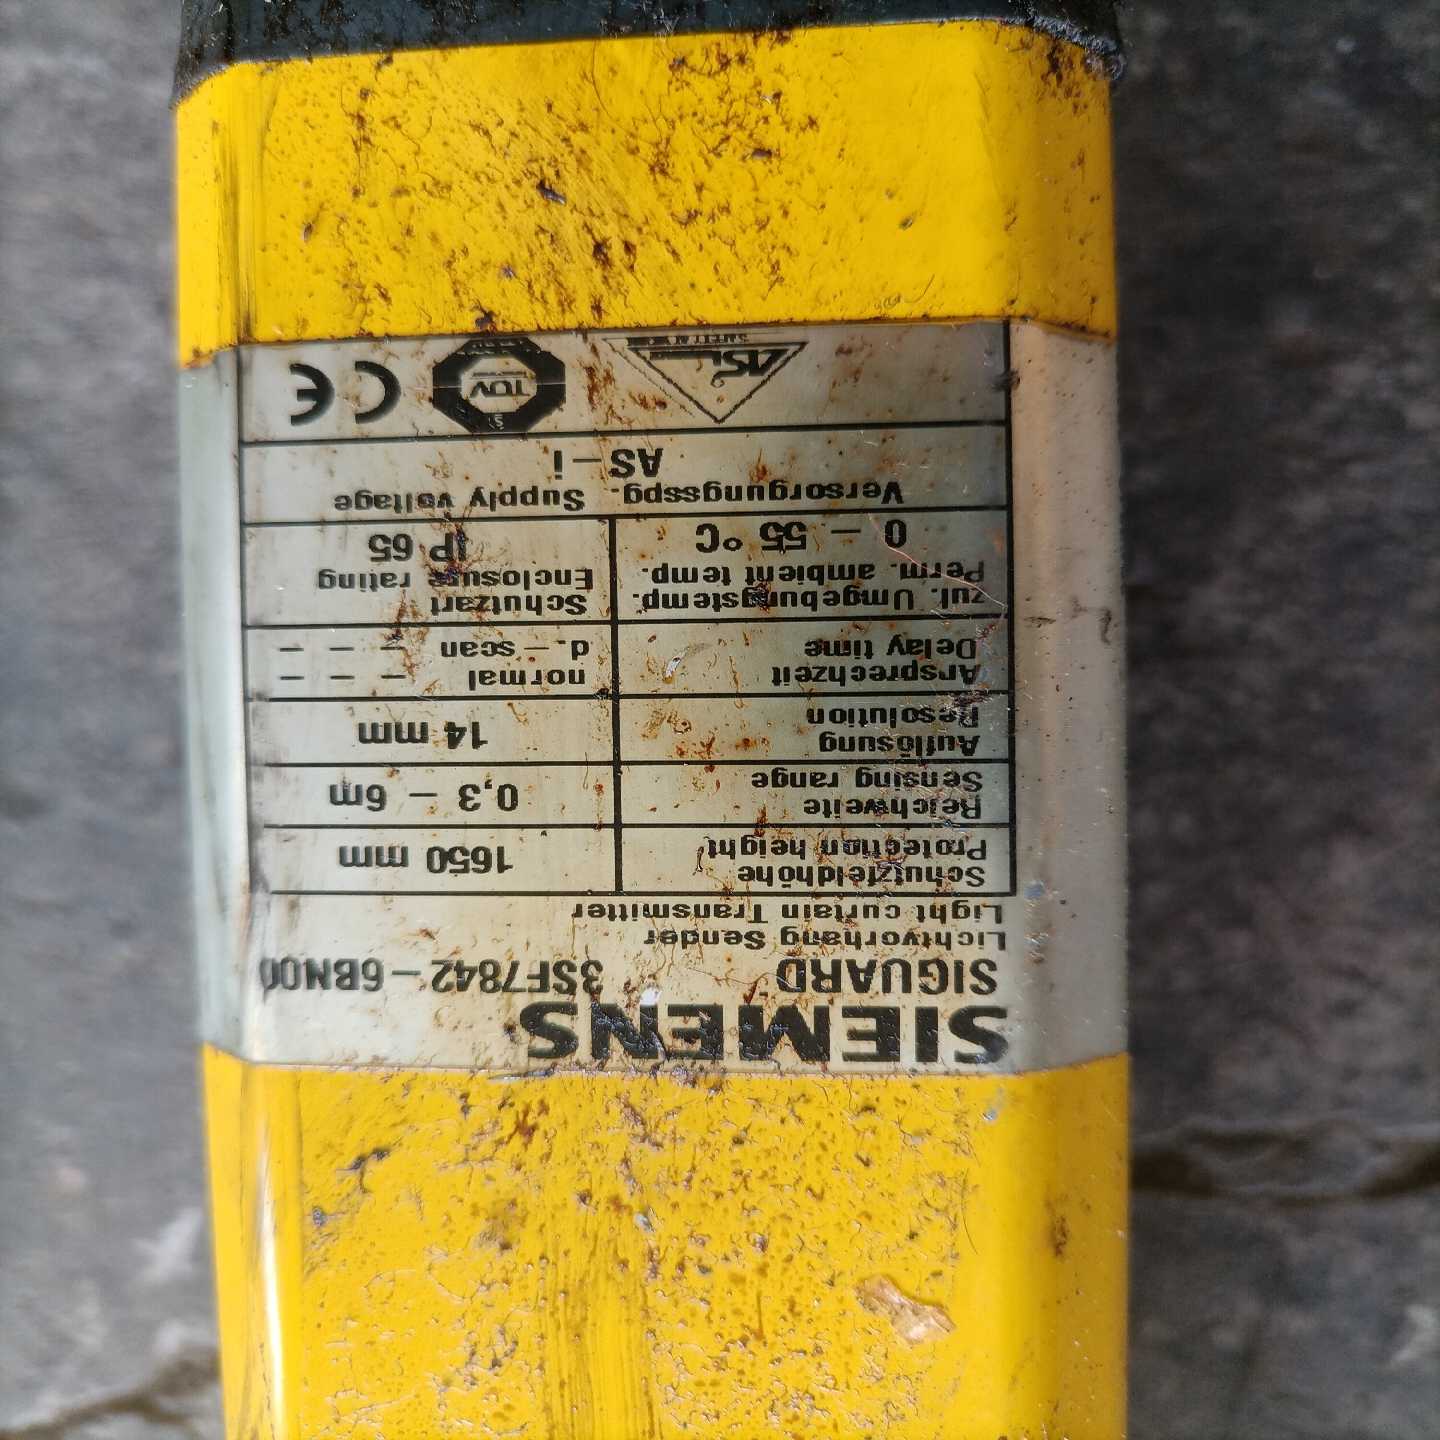 SIEMENS
SIGUARD 3SF7842-6BN00
Lichtvorhang Sender
Light curtain Transmitter
Schutzfeldhöhe
Protection height
1650 mm
Reichweite
Sensing range
0,3 - 6m
Auflösung
Resolution
14 mm
Ansprechzeit
Delay time
normal - - -
d.-scan - - -
zul. Umgebungstemp.
Perm. ambient temp.
0 - 55 °C
Schutzart
Enclosure rating
IP 65
Versorgungsspg. Supply voltage
AS-i
TÜV
CE